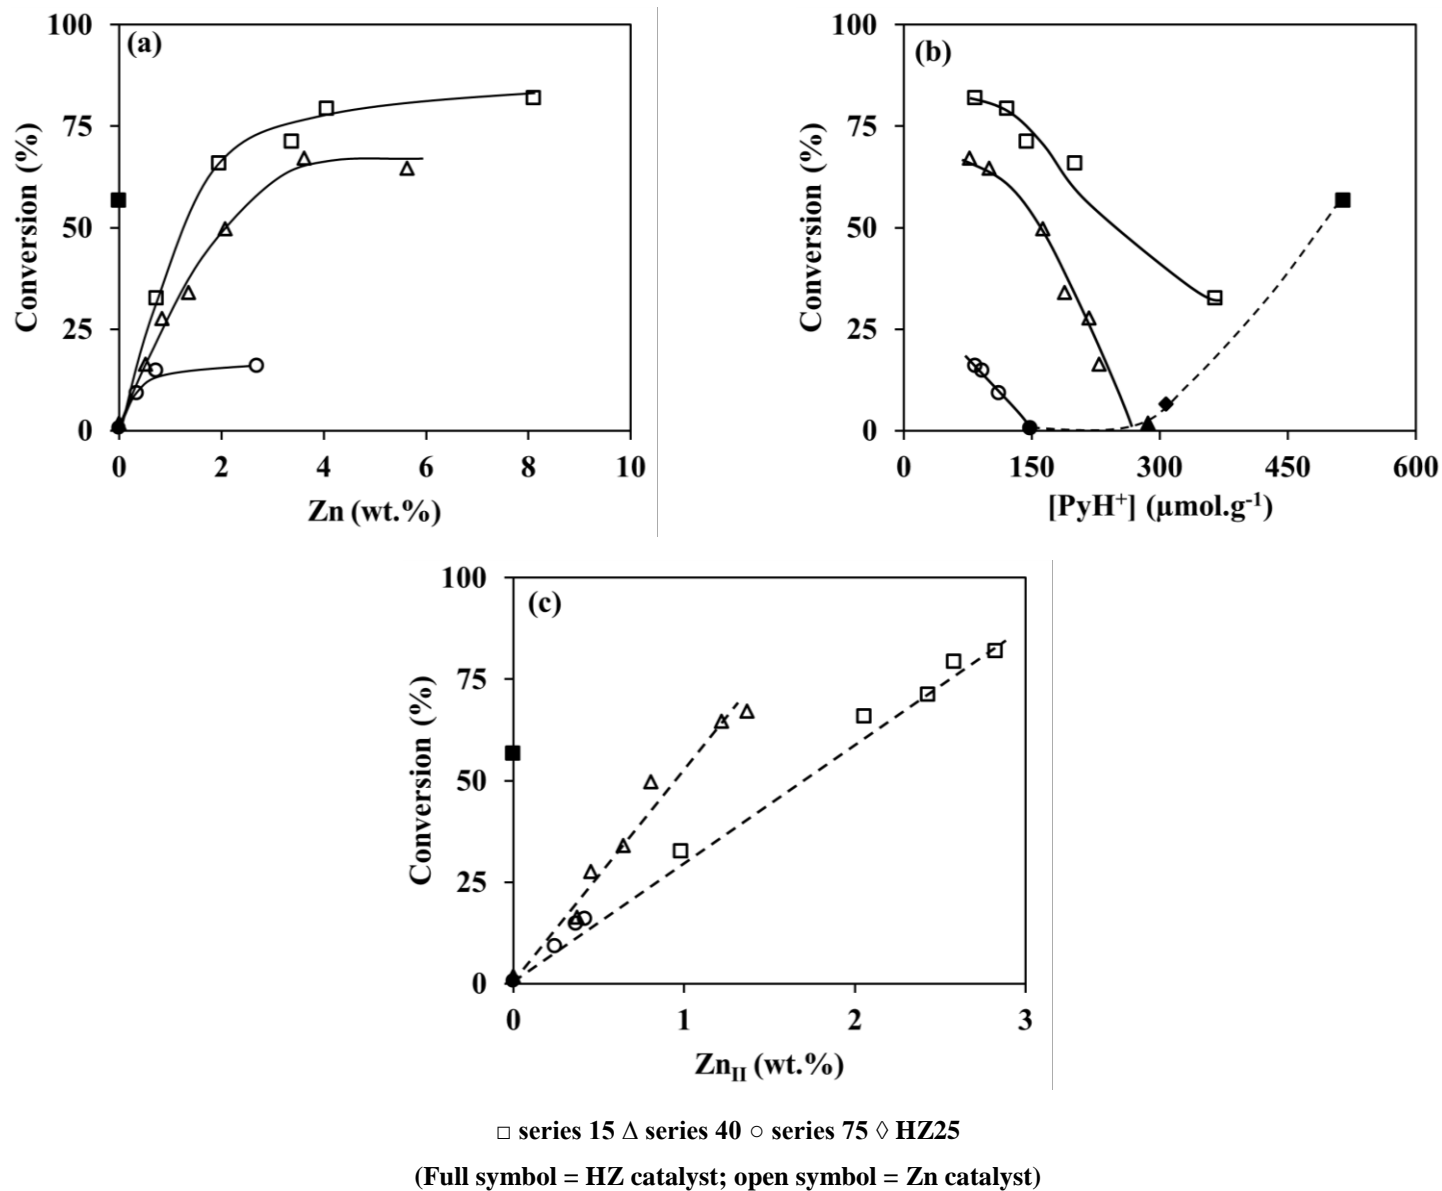 (a)
100
75
50
25
0
Conversion (%)
0 2 4 6 8 10
Zn (wt.%)
(b)
100
75
50
25
0
Conversion (%)
0 150 300 450 600
[PyH⁺] (µmol.g⁻¹)
(c)
100
75
50
25
0
Conversion (%)
0 1 2 3
Zn_II (wt.%)
□ series 15 Δ series 40 ○ series 75 ◊ HZ25
(Full symbol = HZ catalyst; open symbol = Zn catalyst)